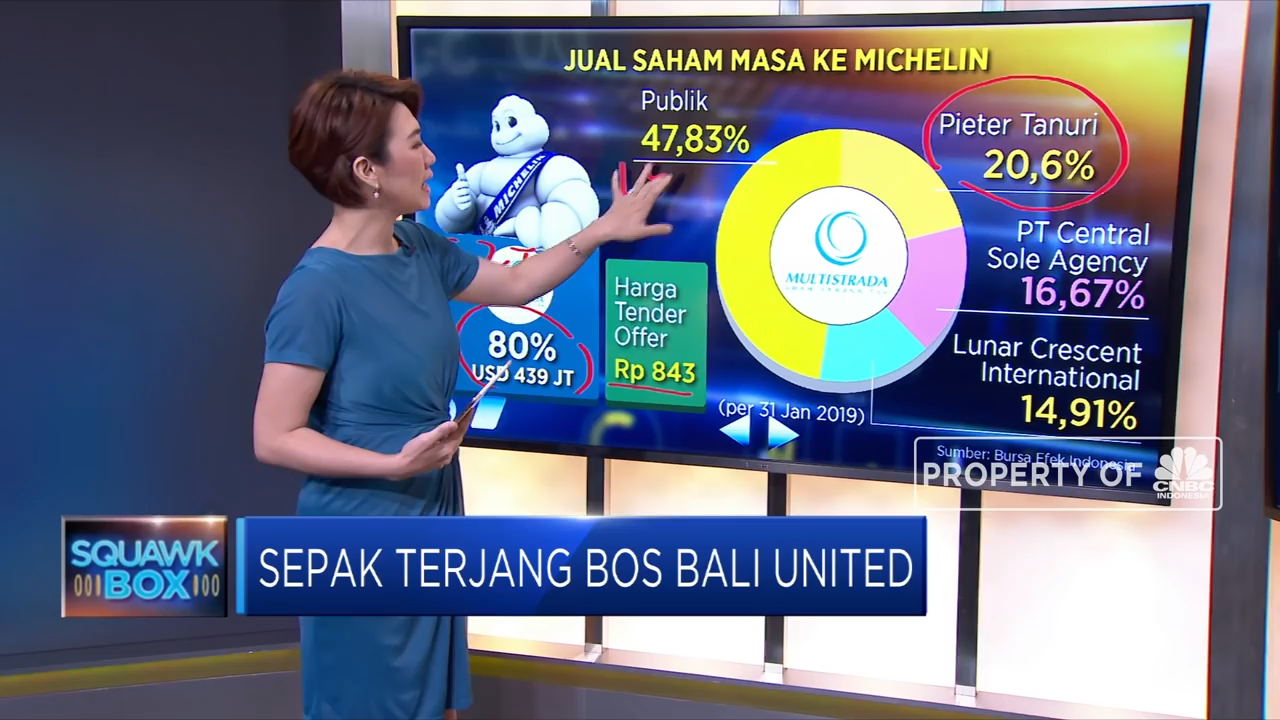 JUAL SAHAM MASA KE MICHELIN
Publik
47,83%
Pieter Tanuri
20,6%
MICHELIN
PT Central
Sole Agency
16,67%
MULTISTRADA
Harga
Tender
Offer
Rp 843
80%
USD 439 JT
Lunar Crescent
International
14,91%
(per 31 Jan 2019)
Sumber: Bursa Efek Indonesia
PROPERTY OF
CNBC
INDONESIA
SQUAWK
BOX
SEPAK TERJANG BOS BALI UNITED